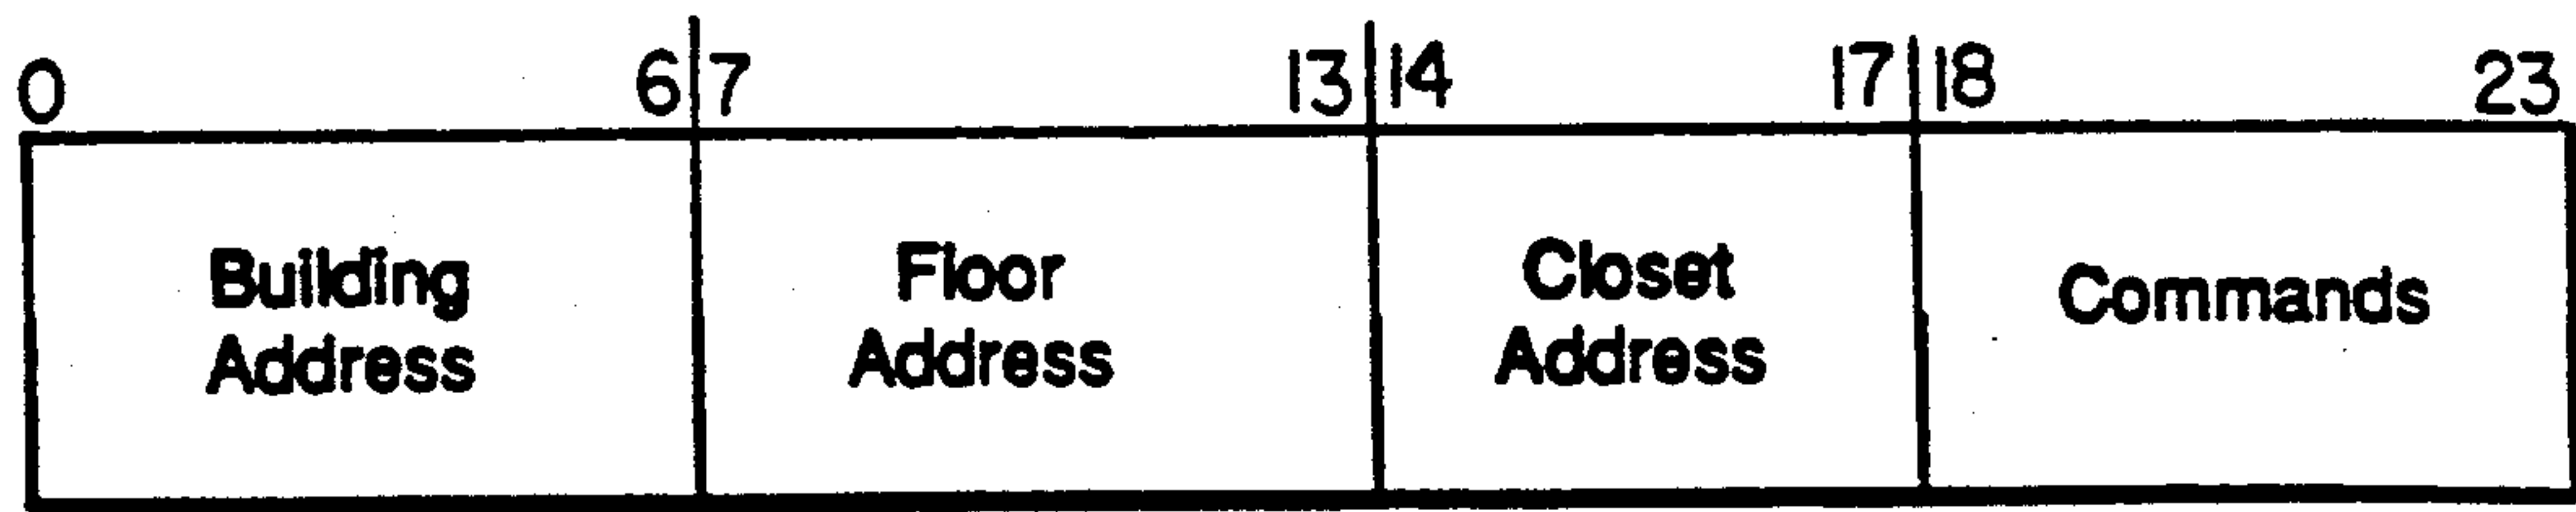 0 6 7 13 14 17 18 23
Building Floor Closet Commands
Address Address Address